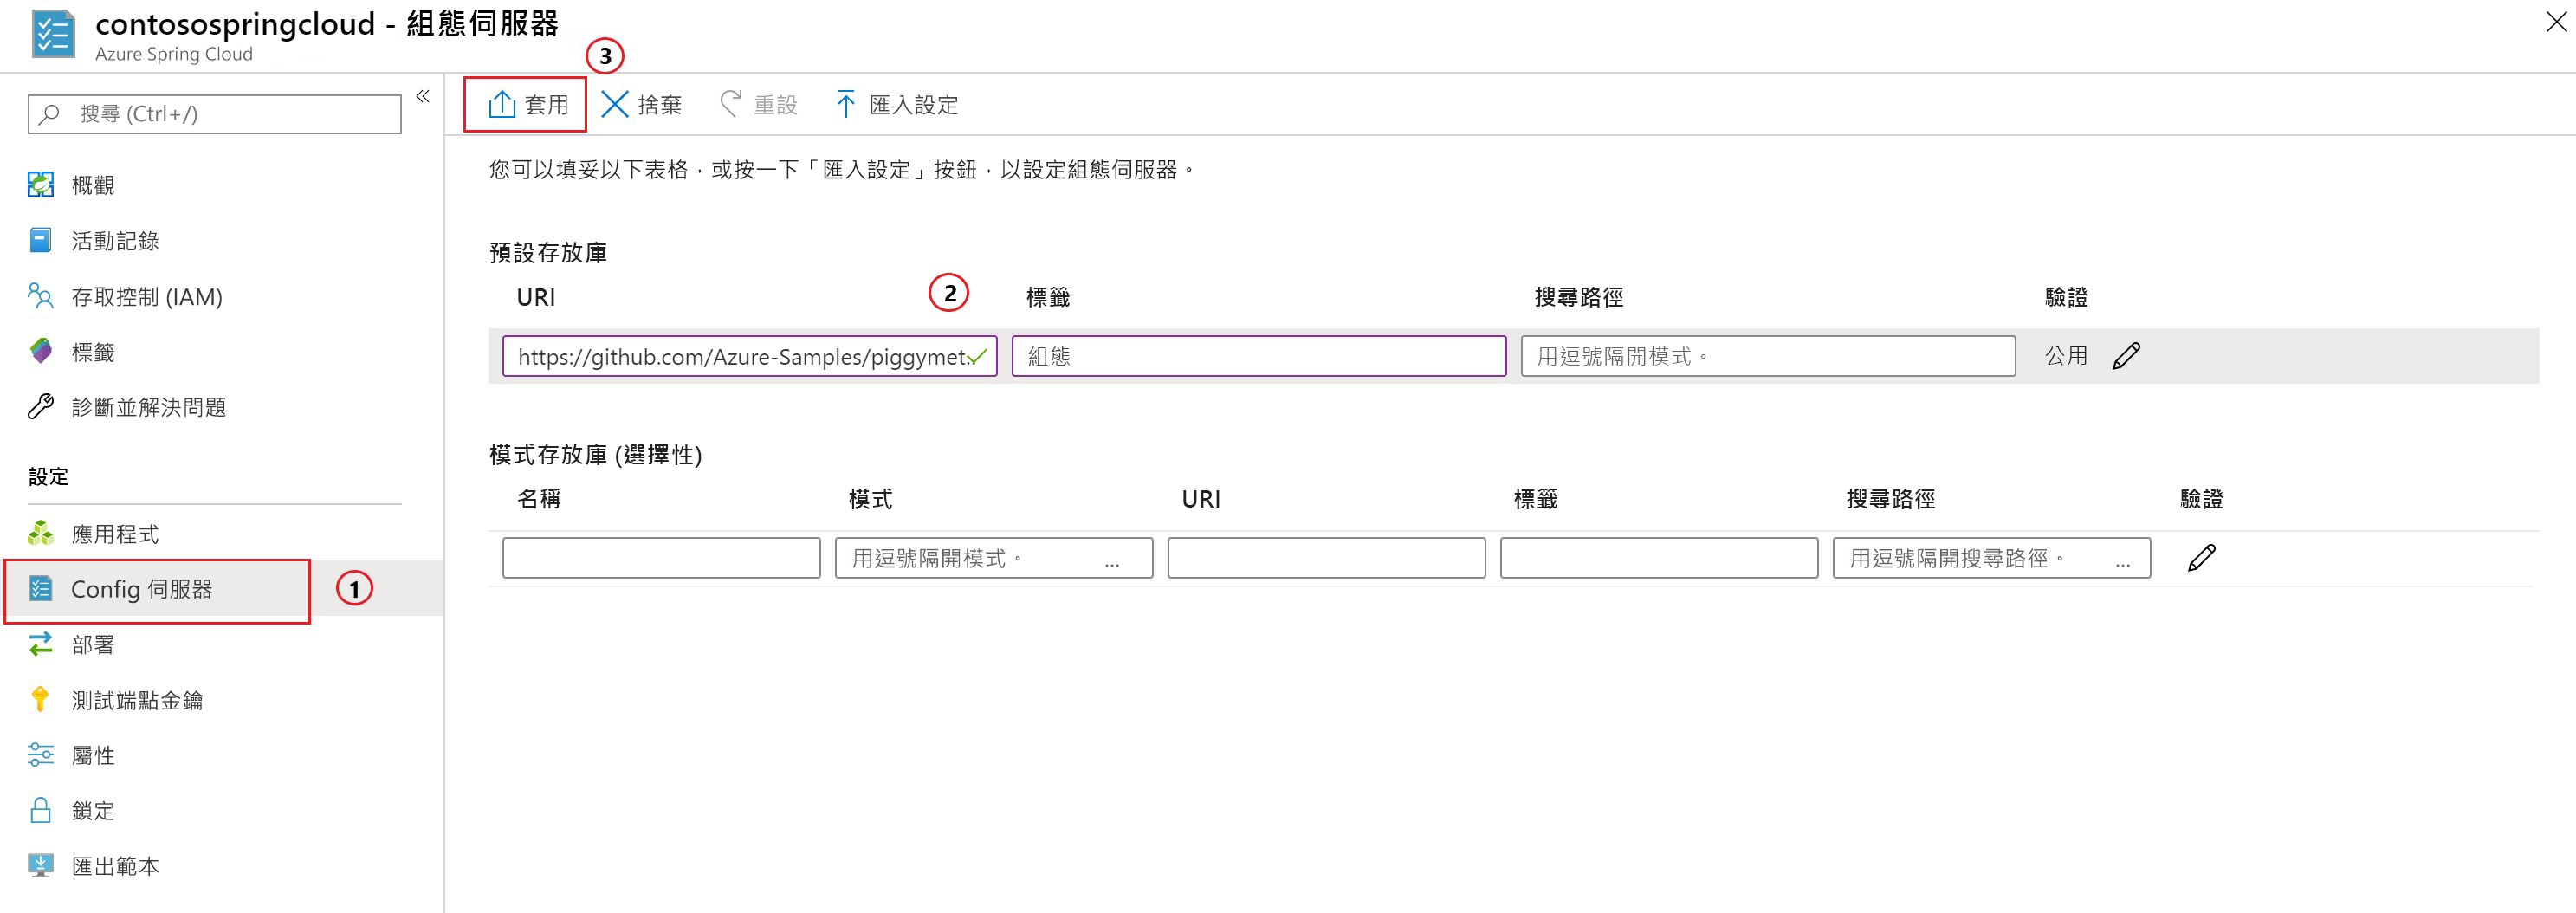 contosospringcloud - 組態伺服器
Azure Spring Cloud
3
搜尋 (Ctrl+/)
概觀
活動記錄
存取控制 (IAM)
標籤
診斷並解決問題
設定
應用程式
Config 伺服器
1
部署
測試端點金鑰
屬性
鎖定
匯出範本
套用 捨棄 重設 匯入設定
您可以填妥以下表格，或按一下「匯入設定」按鈕，以設定組態伺服器。
預設存放庫
URI 2 標籤 搜尋路徑 驗證
https://github.com/Azure-Samples/piggymet.. 組態 用逗號隔開模式。 公用
模式存放庫 (選擇性)
名稱 模式 URI 標籤 搜尋路徑 驗證
用逗號隔開模式。 ... 用逗號隔開搜尋路徑。 ...